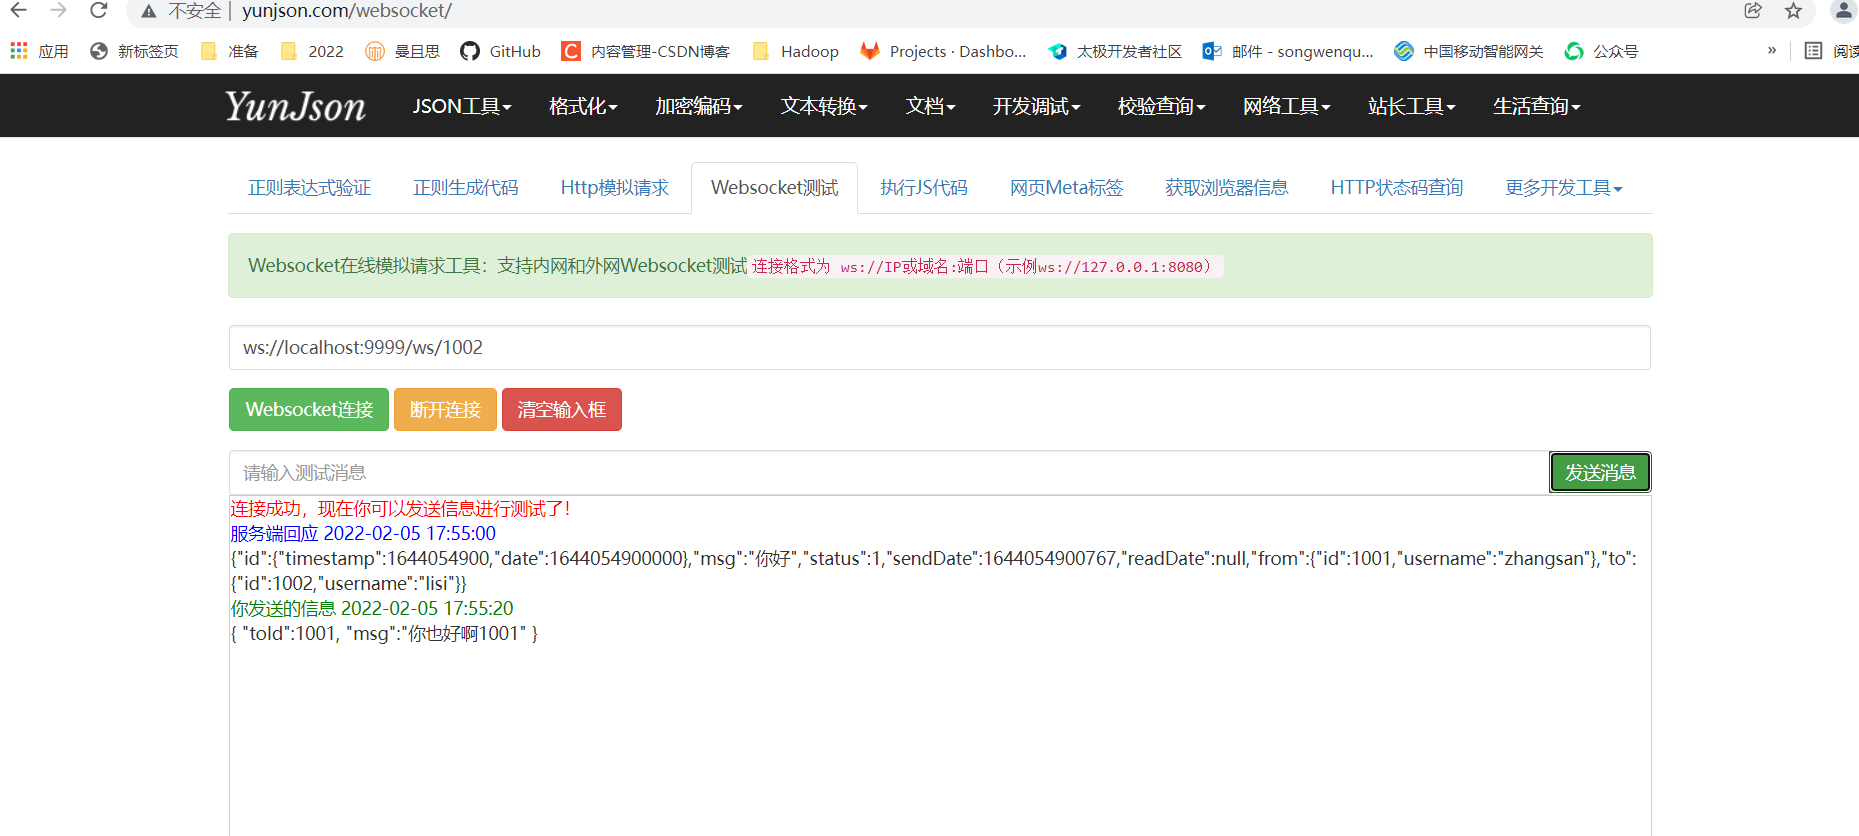 不安全 yunjson.com/websocket/
应用 新标签页 准备 2022 曼且思 GitHub 内容管理-CSDN博客 Hadoop Projects · Dashbo... 太极开发者社区 邮件 - songwenqu... 中国移动智能网关 公众号 » 阅读
YunJson JSON工具 格式化 加密编码 文本转换 文档 开发调试 校验查询 网络工具 站长工具 生活查询
正则表达式验证 正则生成代码 Http模拟请求 Websocket测试 执行JS代码 网页Meta标签 获取浏览器信息 HTTP状态码查询 更多开发工具
Websocket在线模拟请求工具：支持内网和外网Websocket测试 连接格式为 ws://IP或域名:端口（示例ws://127.0.0.1:8080）
ws://localhost:9999/ws/1002
Websocket连接 断开连接 清空输入框
请输入测试消息 发送消息
连接成功，现在你可以发送信息进行测试了！
服务端回应 2022-02-05 17:55:00
{"id":{"timestamp":1644054900,"date":1644054900000},"msg":"你好","status":1,"sendDate":1644054900767,"readDate":null,"from":{"id":1001,"username":"zhangsan"},"to":
{"id":1002,"username":"lisi"}}
你发送的信息 2022-02-05 17:55:20
{ "toId":1001, "msg":"你也好啊1001" }